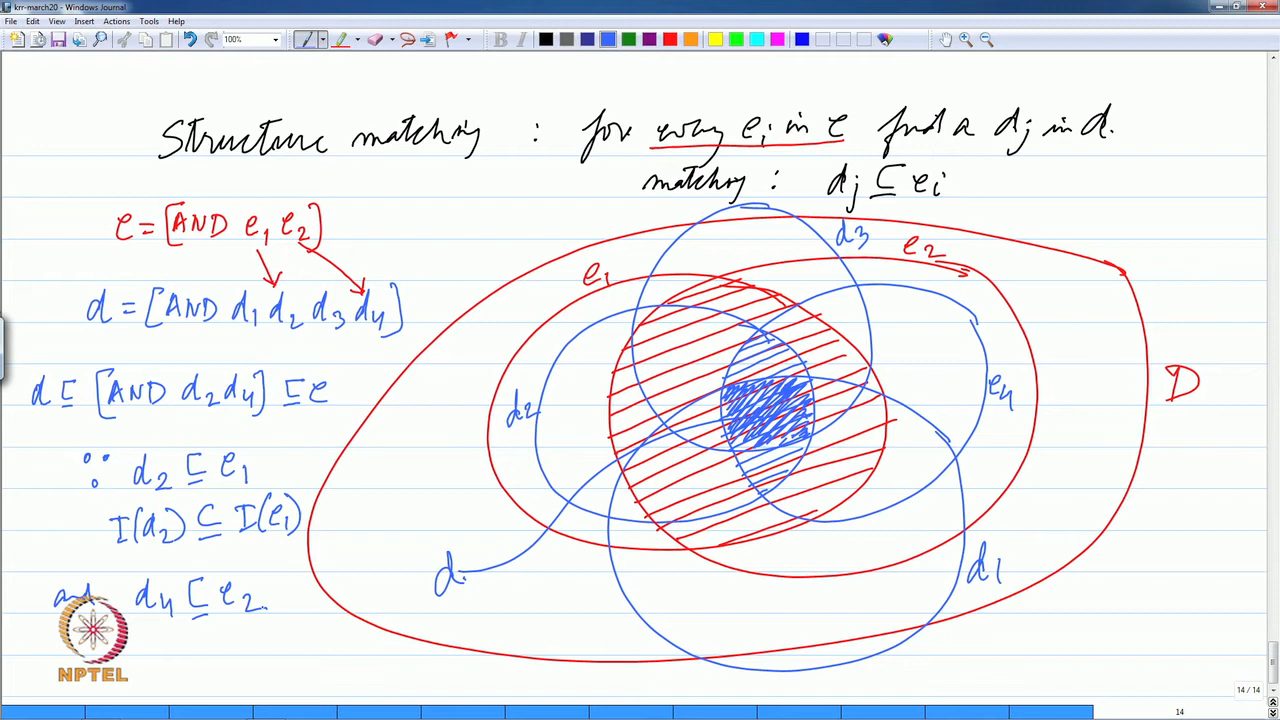 krr-march20 - Windows Journal
File Edit View Insert Actions Tools Help
100%
B I
Structure matching : for every ei in e find a dj in d.
matching : dj ⊑ ei
e = [AND e1 e2]
d = [AND d1 d2 d3 d4]
d ⊑ [AND d2 d4] ⊑ e
∵ d2 ⊑ e1
I(d2) ⊆ I(e1)
and d4 ⊑ e2
d3
e2
e1
D
d2
e4
d.
d1
NPTEL
14 / 14
14